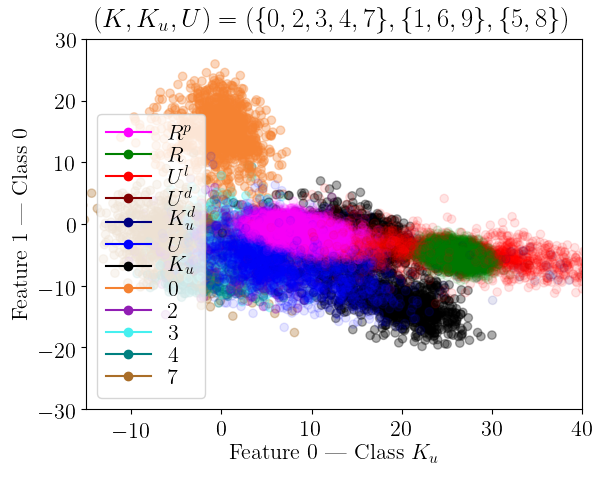 (K, K_u, U) = ({0, 2, 3, 4, 7}, {1, 6, 9}, {5, 8})
30
20
10
0
−10
−20
−30
Feature 1 — Class 0
R^p
R
U^l
U^d
K_u^d
U
K_u
0
2
3
4
7
−10 0 10 20 30 40
Feature 0 — Class K_u